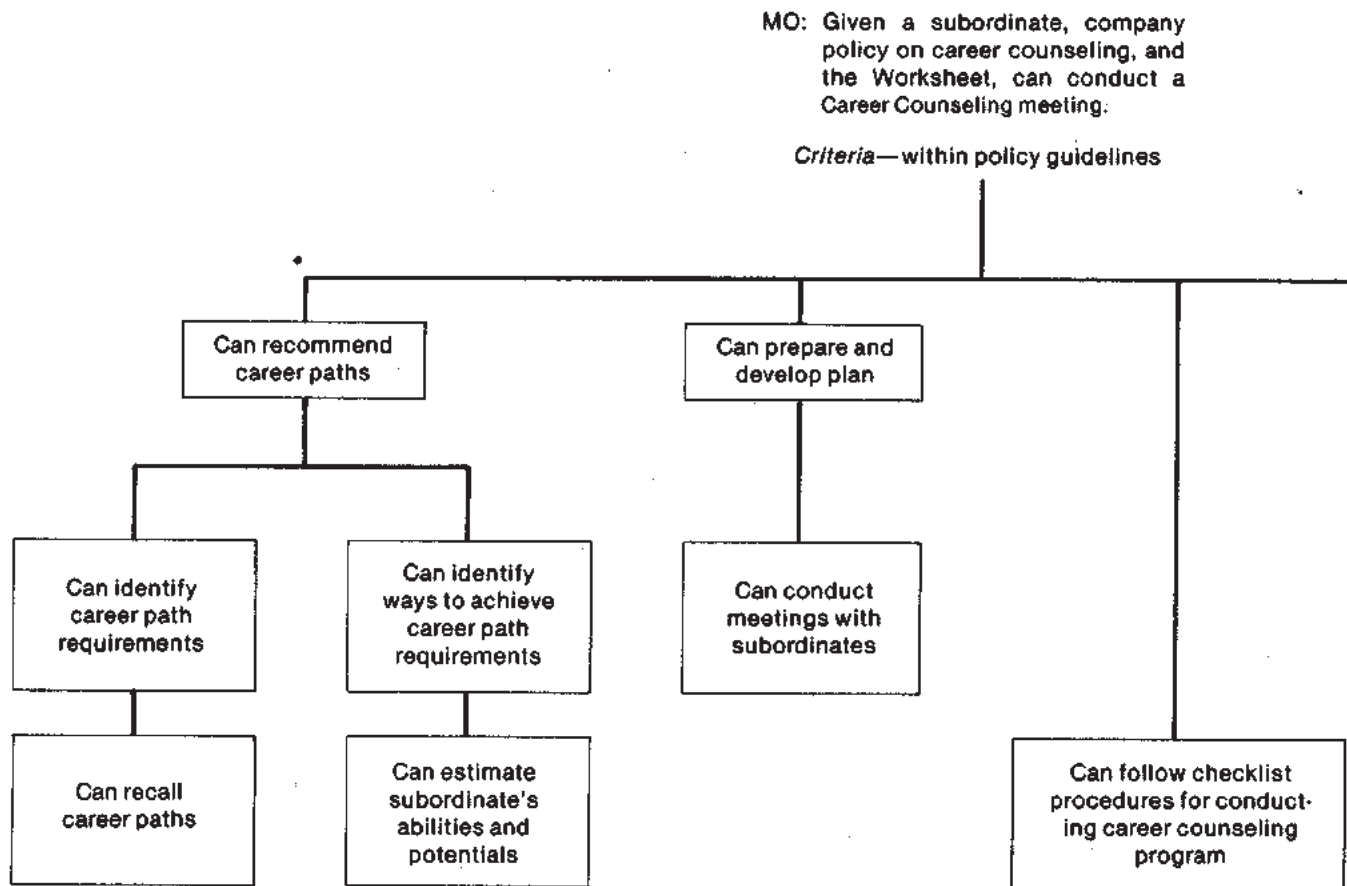 MO: Given a subordinate, company
policy on career counseling, and
the Worksheet, can conduct a
Career Counseling meeting.
Criteria—within policy guidelines
Can recommend
career paths
Can prepare and
develop plan
Can identify
career path
requirements
Can identify
ways to achieve
career path
requirements
Can conduct
meetings with
subordinates
Can recall
career paths
Can estimate
subordinate's
abilities and
potentials
Can follow checklist
procedures for conduct-
ing career counseling
program